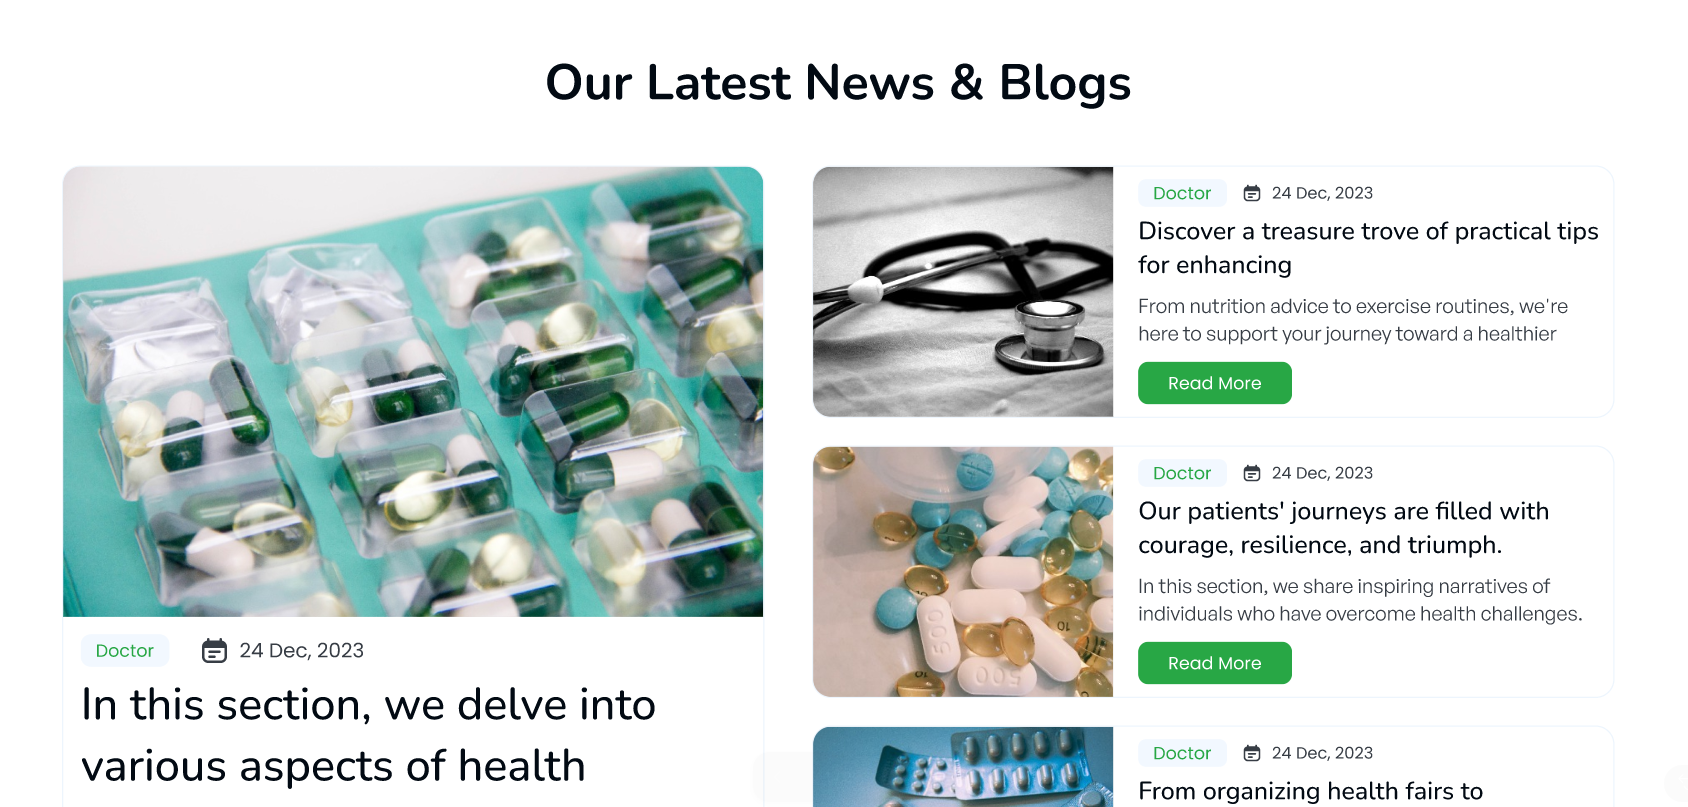 Our Latest News & Blogs
Doctor 24 Dec, 2023
In this section, we delve into
various aspects of health
Doctor 24 Dec, 2023
Discover a treasure trove of practical tips
for enhancing
From nutrition advice to exercise routines, we're
here to support your journey toward a healthier
Read More
500
10
500
10
Doctor 24 Dec, 2023
Our patients' journeys are filled with
courage, resilience, and triumph.
In this section, we share inspiring narratives of
individuals who have overcome health challenges.
Read More
Doctor 24 Dec, 2023
From organizing health fairs to